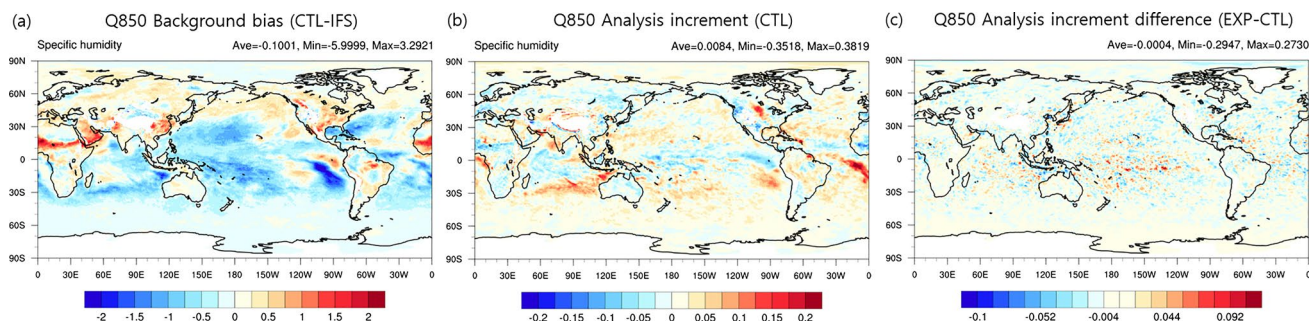 (a) Q850 Background bias (CTL-IFS)
Specific humidity Ave=-0.1001, Min=-5.9999, Max=3.2921
90N
60N
30N
0
30S
60S
90S
0 30E 60E 90E 120E 150E 180 150W 120W 90W 60W 30W 0
-2 -1.5 -1 -0.5 0 0.5 1 1.5 2
(b) Q850 Analysis increment (CTL)
Specific humidity Ave=0.0084, Min=-0.3518, Max=0.3819
90N
60N
30N
0
30S
60S
90S
0 30E 60E 90E 120E 150E 180 150W 120W 90W 60W 30W 0
-0.2 -0.15 -0.1 -0.05 0 0.05 0.1 0.15 0.2
(c) Q850 Analysis increment difference (EXP-CTL)
Ave=-0.0004, Min=-0.2947, Max=0.2730
90N
60N
30N
0
30S
60S
90S
0 30E 60E 90E 120E 150E 180 150W 120W 90W 60W 30W 0
-0.1 -0.052 -0.004 0.044 0.092